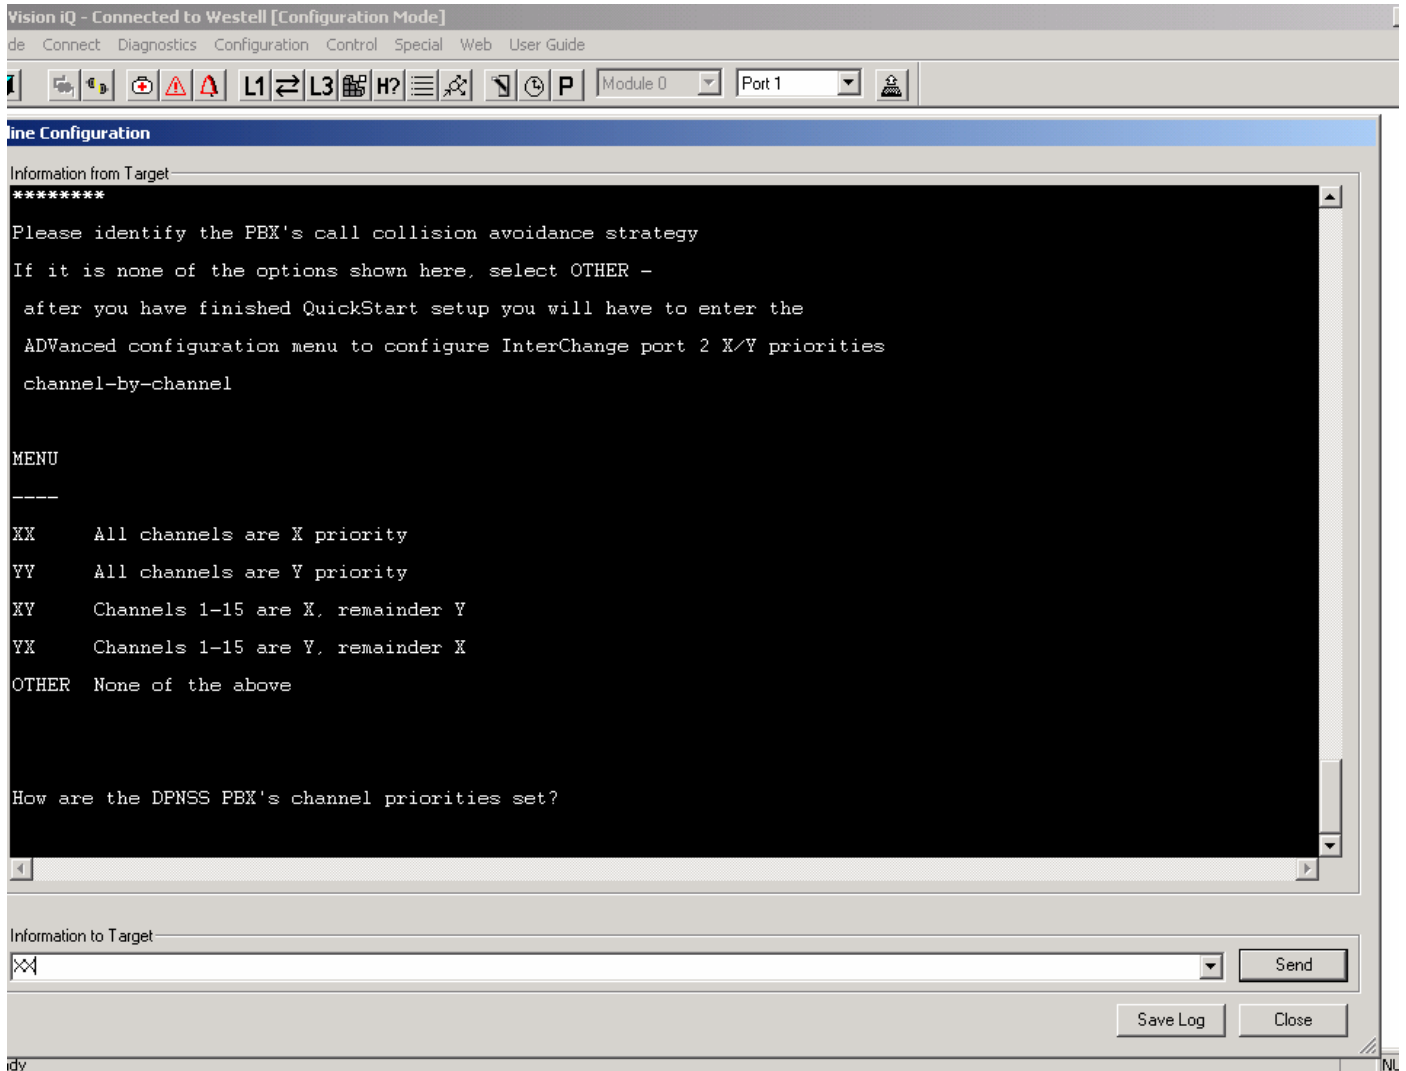 Vision iQ - Connected to Westell [Configuration Mode]
de Connect Diagnostics Configuration Control Special Web User Guide
L1 L3 H? P Module 0 Port 1
line Configuration
Information from Target
********
Please identify the PBX's call collision avoidance strategy
If it is none of the options shown here, select OTHER -
after you have finished QuickStart setup you will have to enter the
ADVanced configuration menu to configure InterChange port 2 X/Y priorities
channel-by-channel
MENU
----
XX All channels are X priority
YY All channels are Y priority
XY Channels 1-15 are X, remainder Y
YX Channels 1-15 are Y, remainder X
OTHER None of the above
How are the DPNSS PBX's channel priorities set?
Information to Target
XX
Send
Save Log Close
ady NU